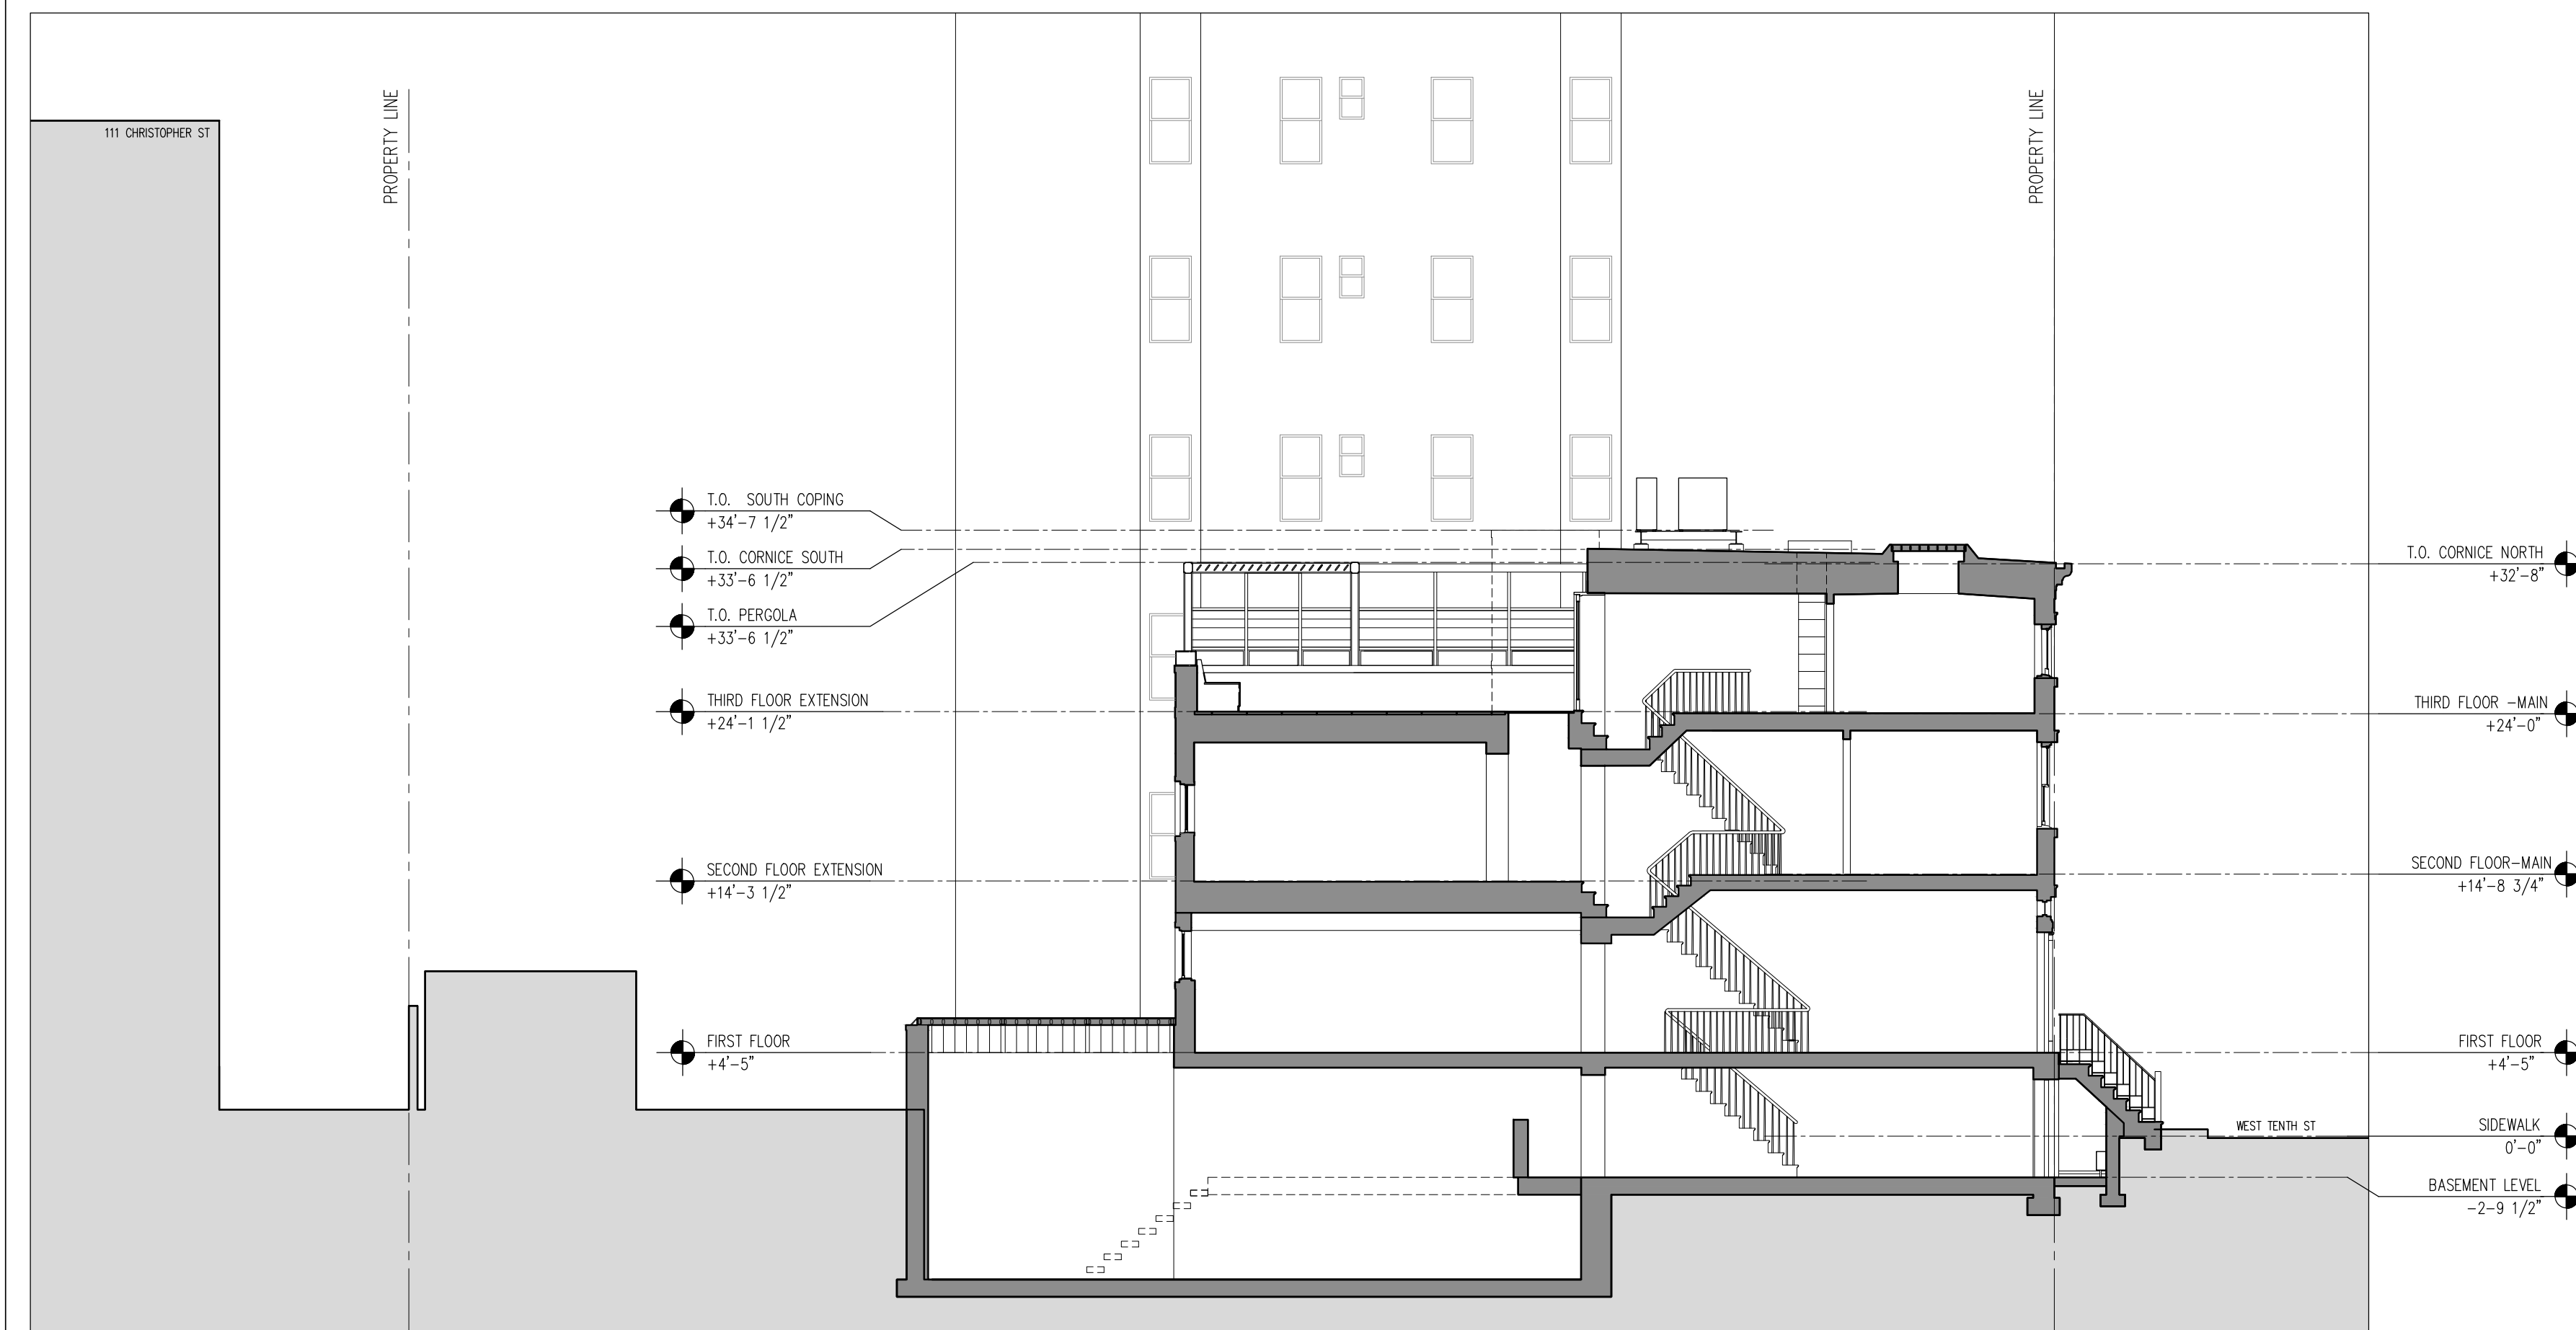 111 CHRISTOPHER ST
PROPERTY LINE
PROPERTY LINE
T.O. SOUTH COPING
+34'-7 1/2"
T.O. CORNICE SOUTH
+33'-6 1/2"
T.O. PERGOLA
+33'-6 1/2"
THIRD FLOOR EXTENSION
+24'-1 1/2"
SECOND FLOOR EXTENSION
+14'-3 1/2"
FIRST FLOOR
+4'-5"
T.O. CORNICE NORTH
+32'-8"
THIRD FLOOR -MAIN
+24'-0"
SECOND FLOOR-MAIN
+14'-8 3/4"
FIRST FLOOR
+4'-5"
WEST TENTH ST
SIDEWALK
0'-0"
BASEMENT LEVEL
-2-9 1/2"